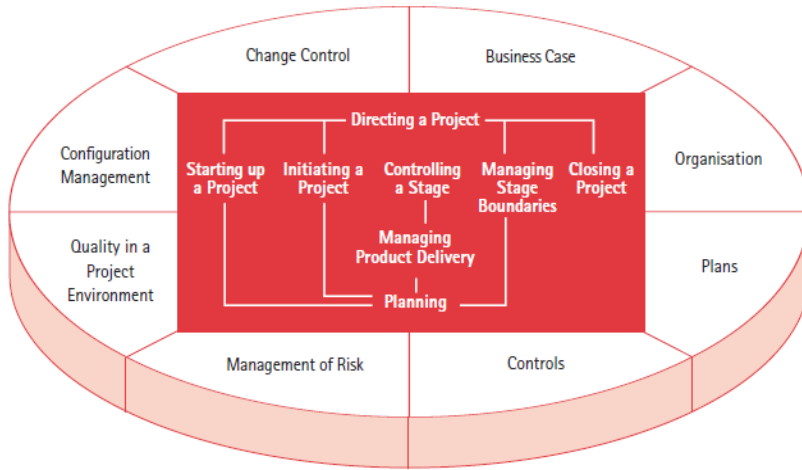 Change Control
Business Case
Directing a Project
Configuration
Management
Starting up
a Project
Initiating a
Project
Controlling
a Stage
Managing
Stage
Boundaries
Closing a
Project
Organisation
Managing
Product Delivery
Quality in a
Project
Environment
Plans
Planning
Management of Risk
Controls